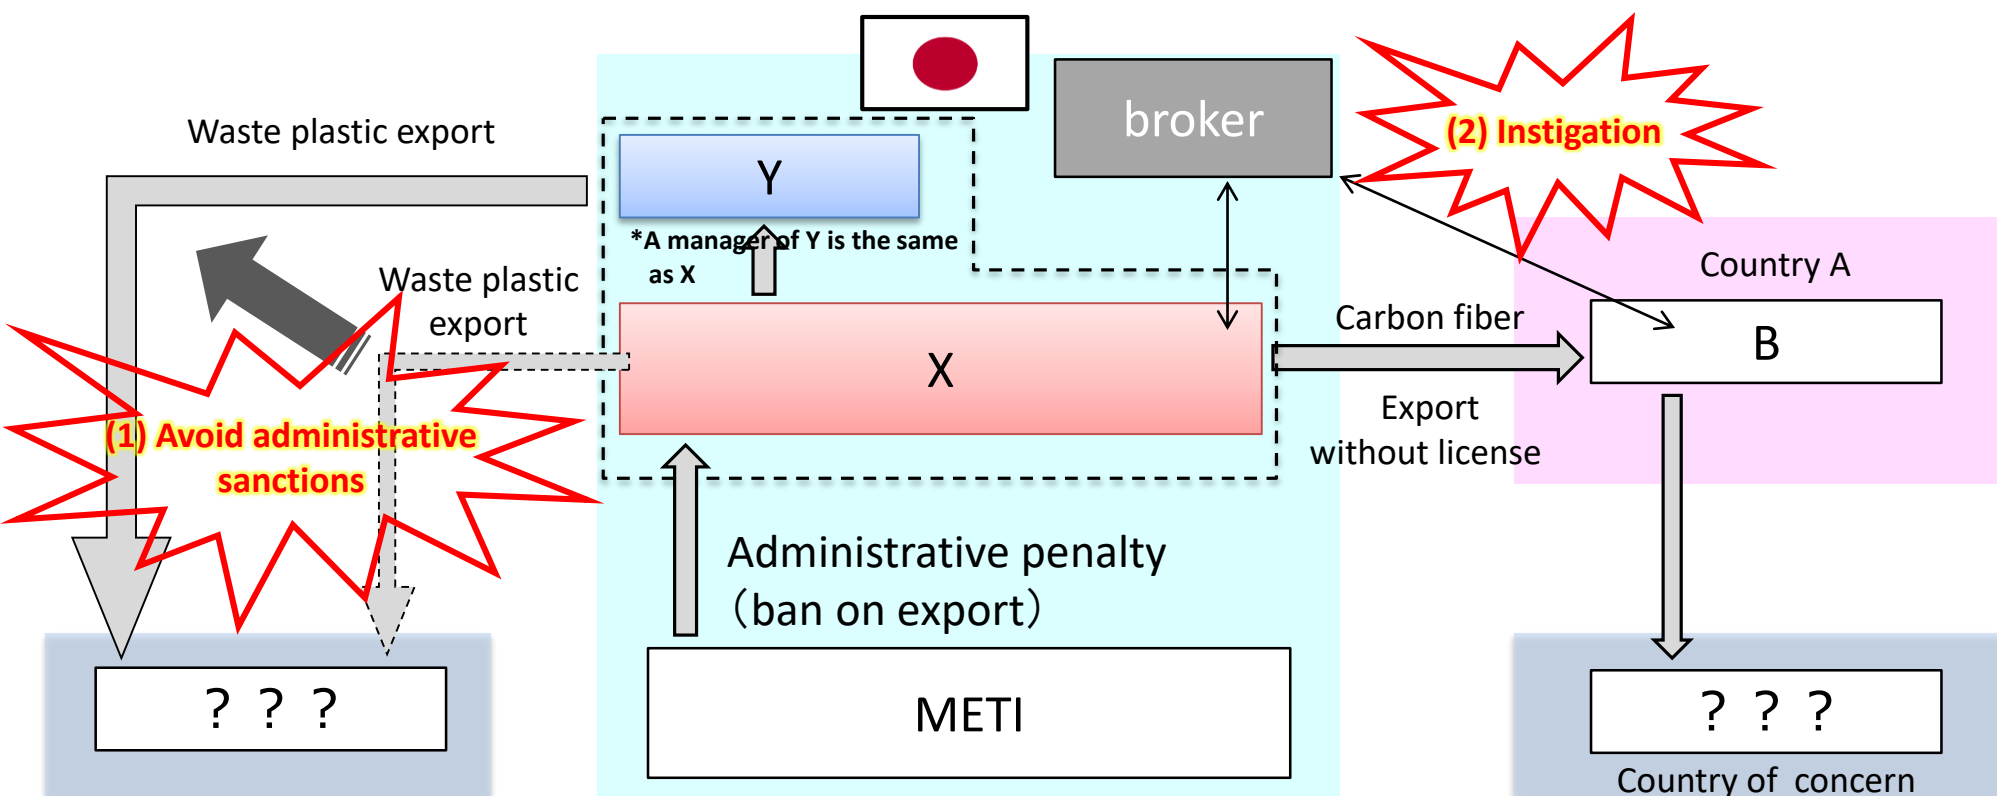 broker
(2) Instigation
Waste plastic export
Y
*A manager of Y is the same
as X
Country A
Waste plastic
export
Carbon fiber
B
X
Export
without license
(1) Avoid administrative
sanctions
Administrative penalty
（ban on export）
METI
？？？
？？？
Country of concern